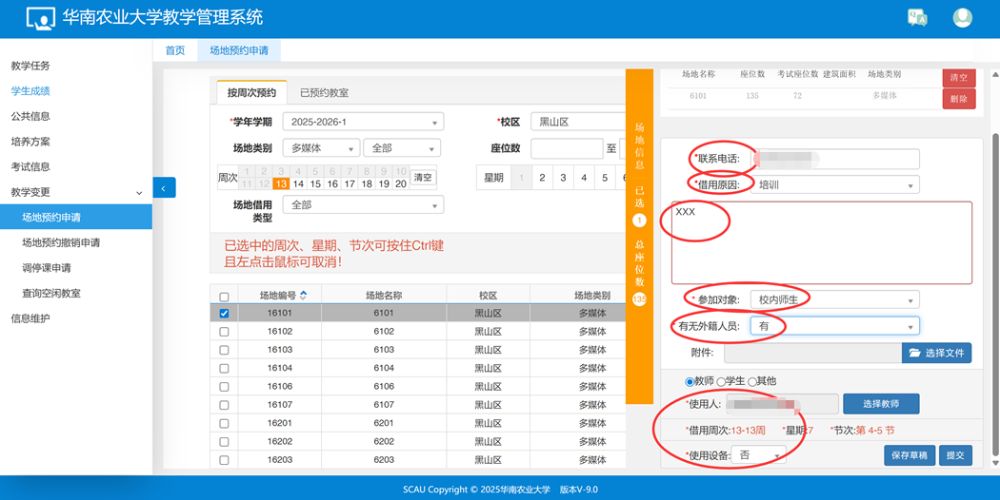 华南农业大学教学管理系统
首页 场地预约申请
教学任务
学生成绩
公共信息
培养方案
考试信息
教学变更
场地预约申请
场地预约撤销申请
调停课申请
查询空闲教室
信息维护
按周次预约 已预约教室
*学年学期 2025-2026-1 *校区 黑山区
场地类别 多媒体 全部 座位数 至
周次 1 2 3 4 5 6 7 8 9 10 清空 星期 1 2 3 4 5 6
11 12 13 14 15 16 17 18 19 20
场地借用 全部
类型
已选中的周次、星期、节次可按住Ctrl键
且左点击鼠标可取消!
场地编号 场地名称 校区 场地类别
16101 6101 黑山区 多媒体
16102 6102 黑山区 多媒体
16103 6103 黑山区 多媒体
16104 6104 黑山区 多媒体
16106 6106 黑山区 多媒体
16107 6107 黑山区 多媒体
16201 6201 黑山区 多媒体
16202 6202 黑山区 多媒体
16203 6203 黑山区 多媒体
场地信息
已选
1
总座位数
135
场地名称 座位数 考试座位数 建筑面积 场地类别 清空
6101 135 72 多媒体 删除
*联系电话:
*借用原因: 培训
XXX
* 参加对象: 校内师生
* 有无外籍人员: 有
附件: 选择文件
教师 学生 其他
*使用人: 选择教师
*借用周次:13-13周 *星期:7 *节次:第 4-5 节
*使用设备: 否 保存草稿 提交
SCAU Copyright © 2025华南农业大学 版本V-9.0